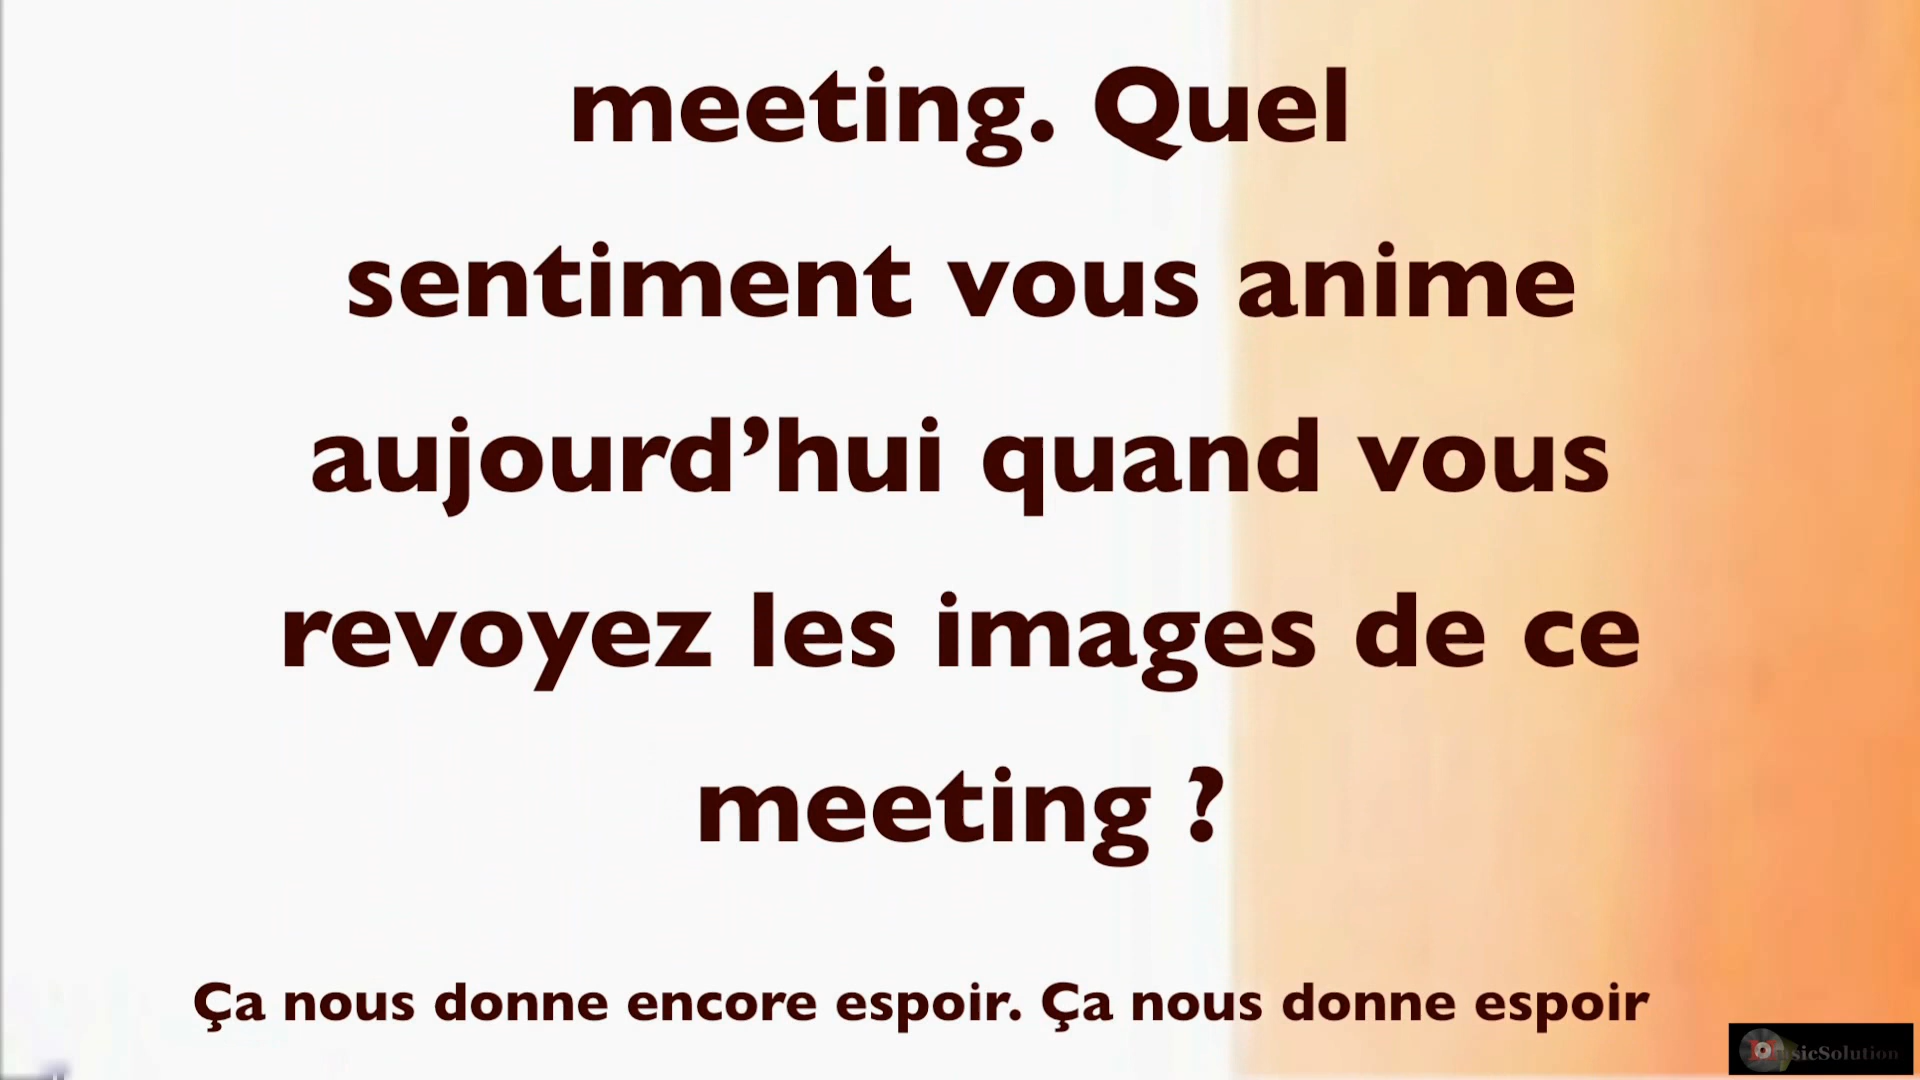 meeting. Quel
sentiment vous anime
aujourd’hui quand vous
revoyez les images de ce
meeting ?
Ça nous donne encore espoir. Ça nous donne espoir
MusicSolution